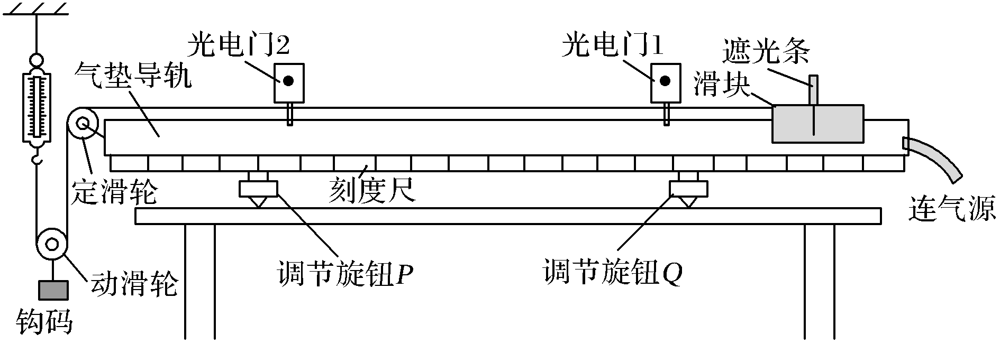 光电门2
光电门1
遮光条
气垫导轨
滑块
定滑轮
刻度尺
连气源
动滑轮
调节旋钮P
调节旋钮Q
钩码